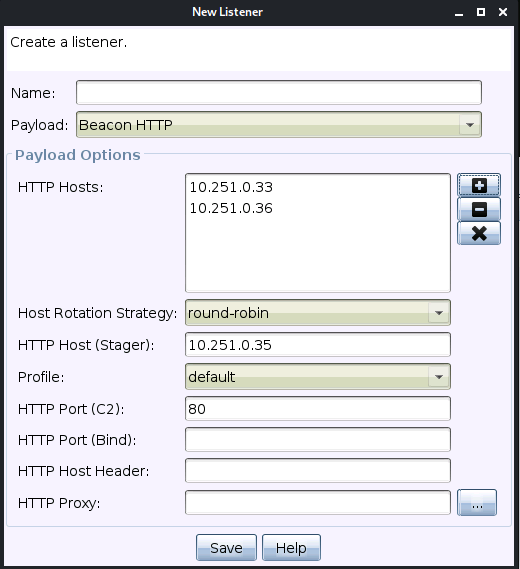 New Listener
Create a listener.
Name:
Payload: Beacon HTTP
Payload Options
HTTP Hosts: 10.251.0.33
10.251.0.36
Host Rotation Strategy: round-robin
HTTP Host (Stager): 10.251.0.35
Profile: default
HTTP Port (C2): 80
HTTP Port (Bind):
HTTP Host Header:
HTTP Proxy: ...
Save Help